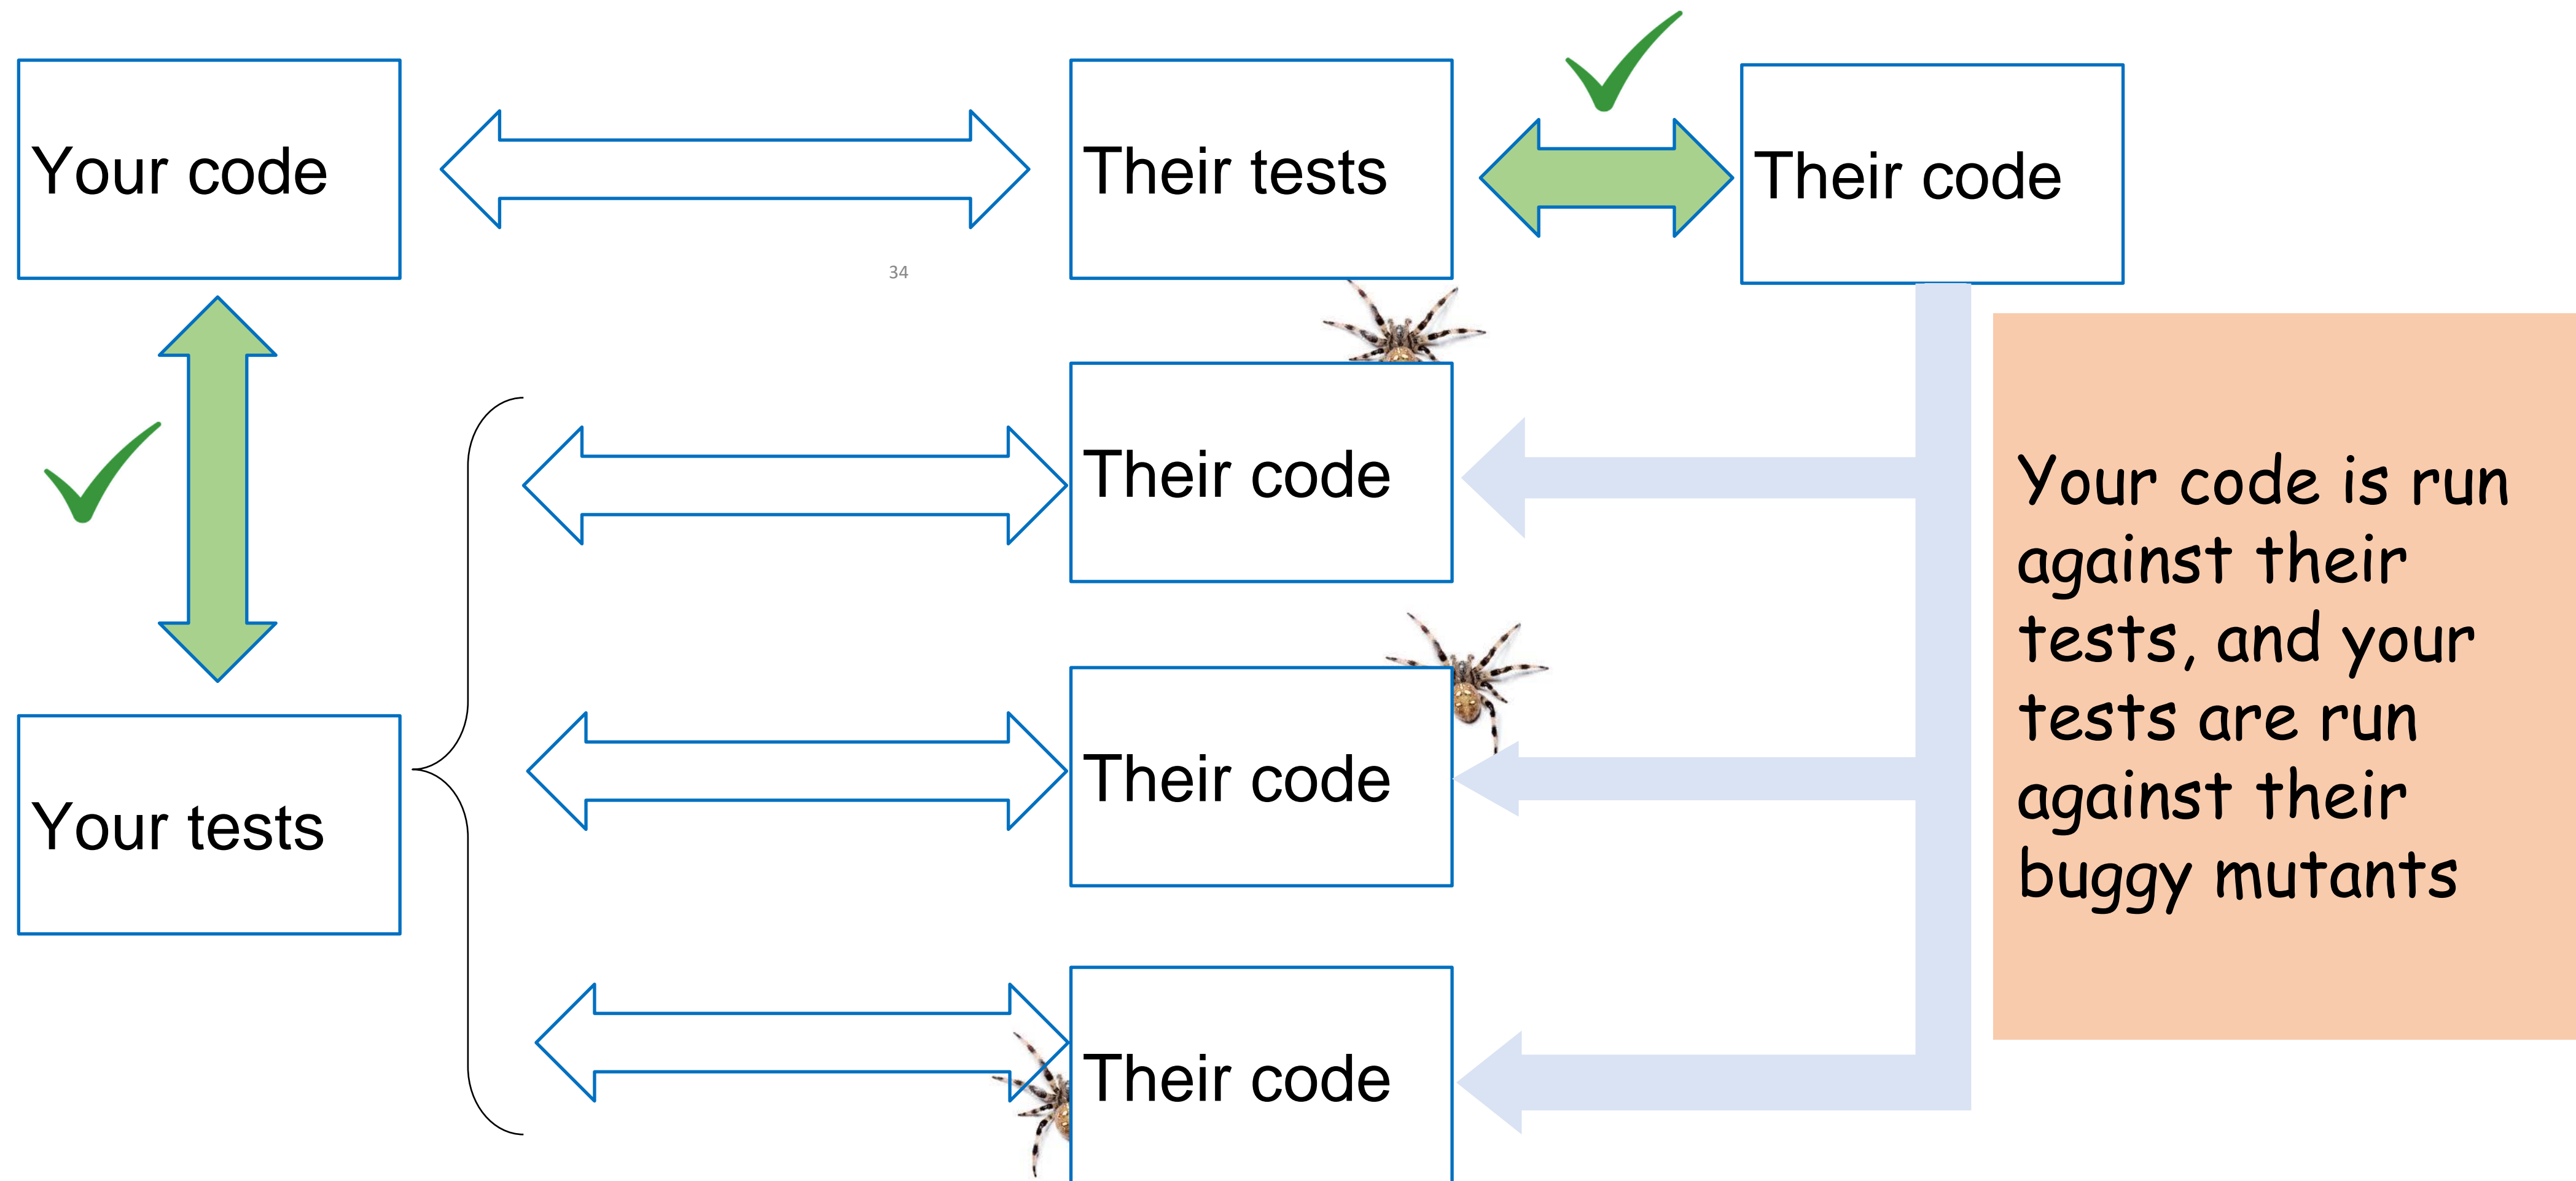 Your code
Their tests
Their code
34
Their code
Your code is run
against their
tests, and your
tests are run
against their
buggy mutants
Their code
Your tests
Their code